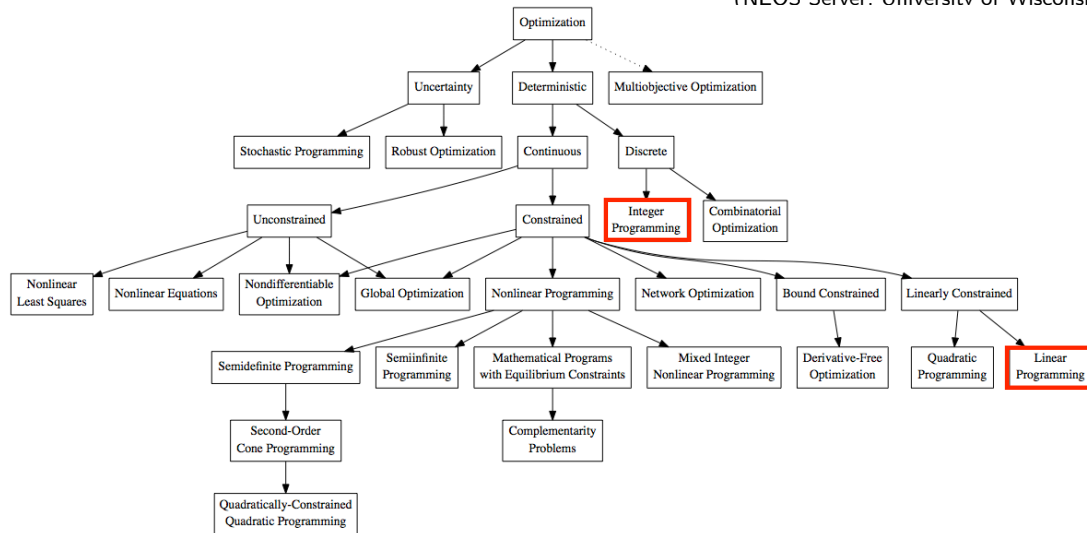 (NEOS Server: University of Wisconsi
Optimization
Uncertainty
Deterministic
Multiobjective Optimization
Stochastic Programming
Robust Optimization
Continuous
Discrete
Unconstrained
Constrained
Integer
Programming
Combinatorial
Optimization
Nonlinear
Least Squares
Nonlinear Equations
Nondifferentiable
Optimization
Global Optimization
Nonlinear Programming
Network Optimization
Bound Constrained
Linearly Constrained
Semidefinite Programming
Semiinfinite
Programming
Mathematical Programs
with Equilibrium Constraints
Mixed Integer
Nonlinear Programming
Derivative-Free
Optimization
Quadratic
Programming
Linear
Programming
Second-Order
Cone Programming
Complementarity
Problems
Quadratically-Constrained
Quadratic Programming